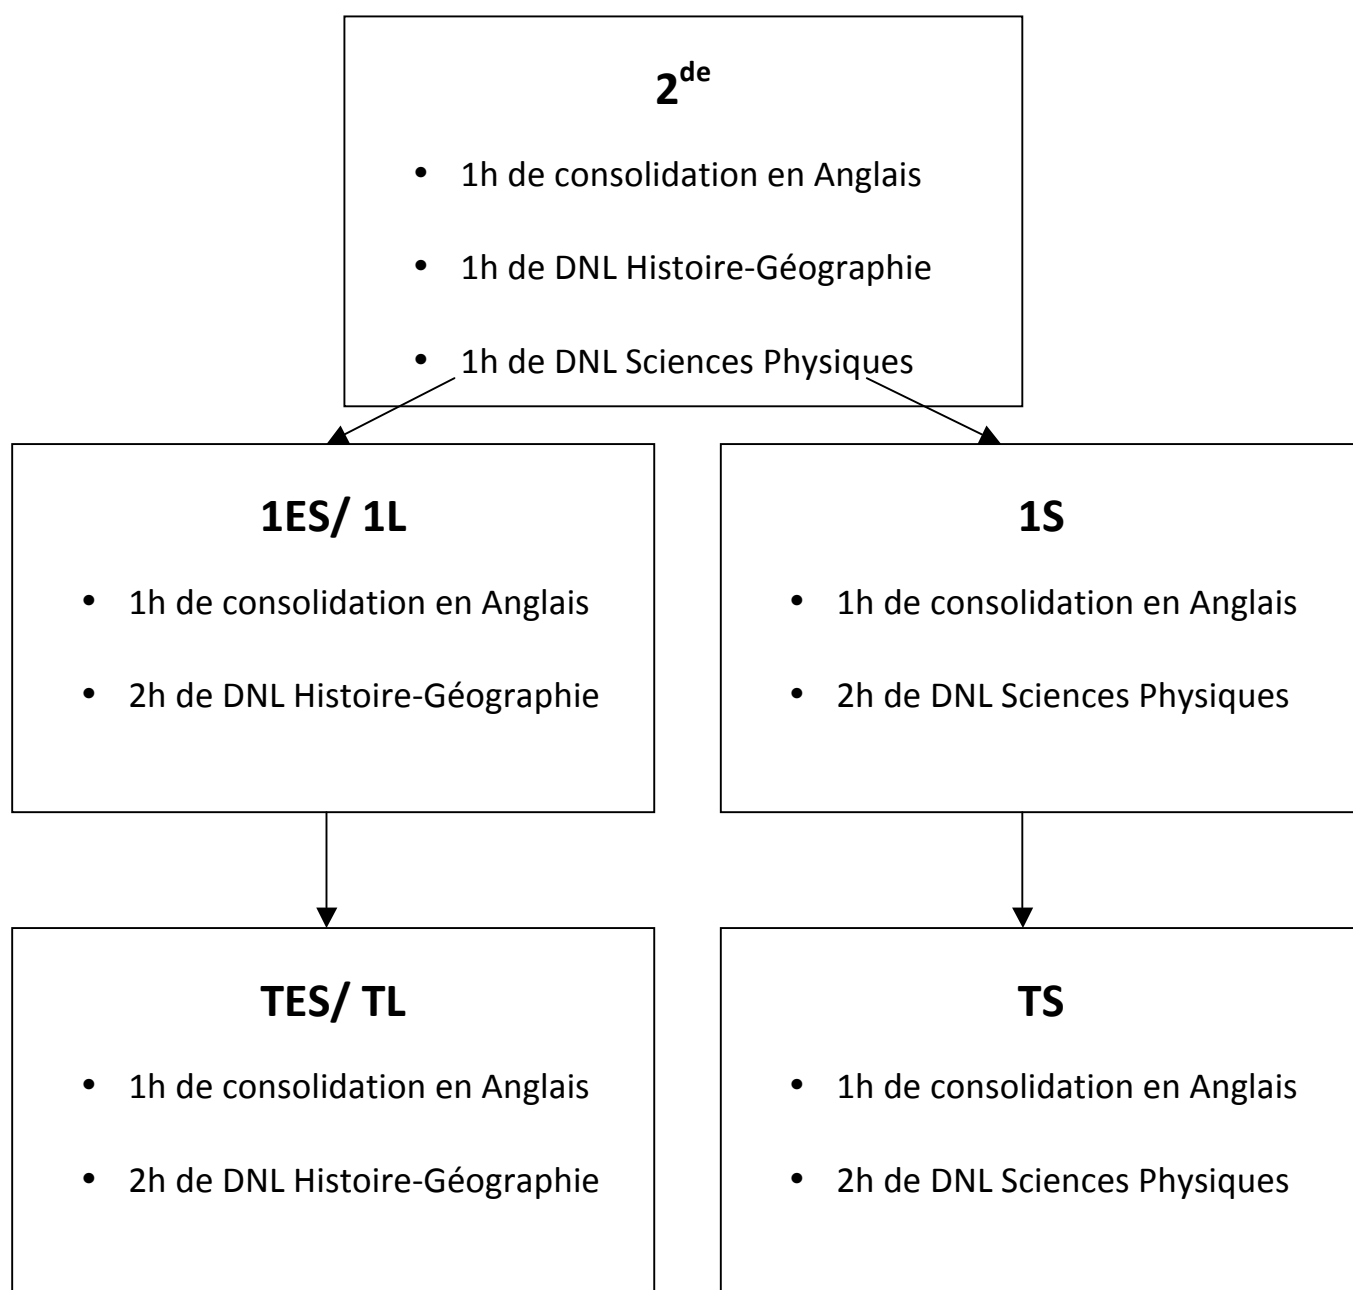 2de
• 1h de consolidation en Anglais
• 1h de DNL Histoire-Géographie
• 1h de DNL Sciences Physiques
1ES/ 1L
• 1h de consolidation en Anglais
• 2h de DNL Histoire-Géographie
1S
• 1h de consolidation en Anglais
• 2h de DNL Sciences Physiques
TES/ TL
• 1h de consolidation en Anglais
• 2h de DNL Histoire-Géographie
TS
• 1h de consolidation en Anglais
• 2h de DNL Sciences Physiques